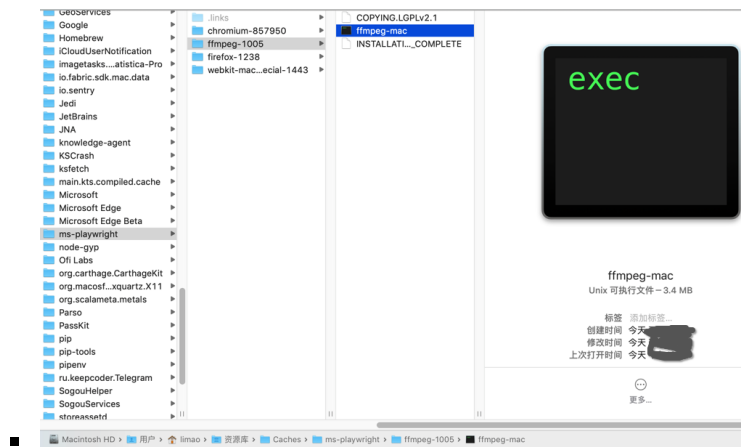 GeoServices
Google
Homebrew
iCloudUserNotification
imagetasks....atistica-Pro
io.fabric.sdk.mac.data
io.sentry
Jedi
JetBrains
JNA
knowledge-agent
KSCrash
ksfetch
main.kts.compiled.cache
Microsoft
Microsoft Edge
Microsoft Edge Beta
ms-playwright
node-gyp
Ofi Labs
org.carthage.CarthageKit
org.macosf...xquartz.X11
org.scalameta.metals
Parso
PassKit
pip
pip-tools
pipenv
ru.keepcoder.Telegram
SogouHelper
SogouServices
storeassetd
.links
chromium-857950
ffmpeg-1005
firefox-1238
webkit-mac...ecial-1443
COPYING.LGPLv2.1
ffmpeg-mac
INSTALLATI..._COMPLETE
exec
ffmpeg-mac
Unix 可执行文件 – 3.4 MB
标签 添加标签...
创建时间 今天
修改时间 今天
上次打开时间 今天
更多...
Macintosh HD › 用户 › limao › 资源库 › Caches › ms-playwright › ffmpeg-1005 › ffmpeg-mac